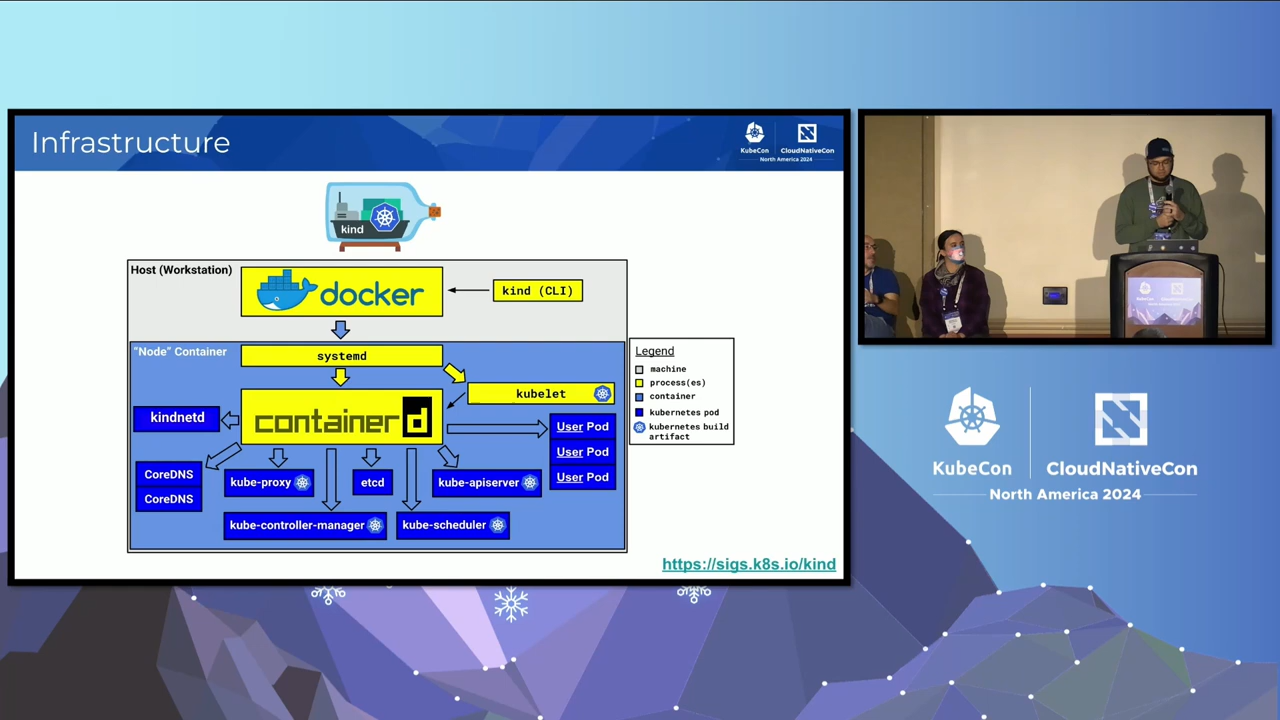 Infrastructure
KubeCon
CloudNativeCon
North America 2024
kind
Host (Workstation)
docker
kind (CLI)
"Node" Container
systemd
kubelet
containerd
kindnetd
User Pod
User Pod
User Pod
CoreDNS
CoreDNS
kube-proxy
etcd
kube-apiserver
kube-controller-manager
kube-scheduler
Legend
machine
process(es)
container
kubernetes pod
kubernetes build
artifact
https://sigs.k8s.io/kind
KubeCon
CloudNativeCon
North America 2024